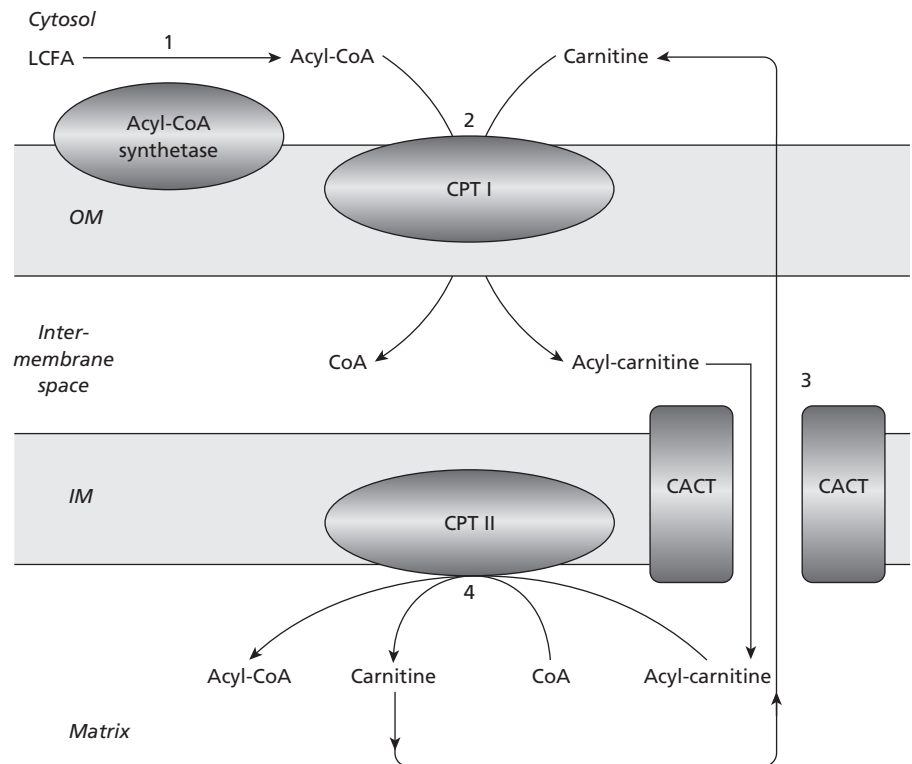 Cytosol
1
LCFA
Acyl-CoA
Carnitine
2
Acyl-CoA
synthetase
CPT I
OM
Inter-
membrane
space
CoA
Acyl-carnitine
3
IM
CPT II
CACT
CACT
4
Acyl-CoA
Carnitine
CoA
Acyl-carnitine
Matrix